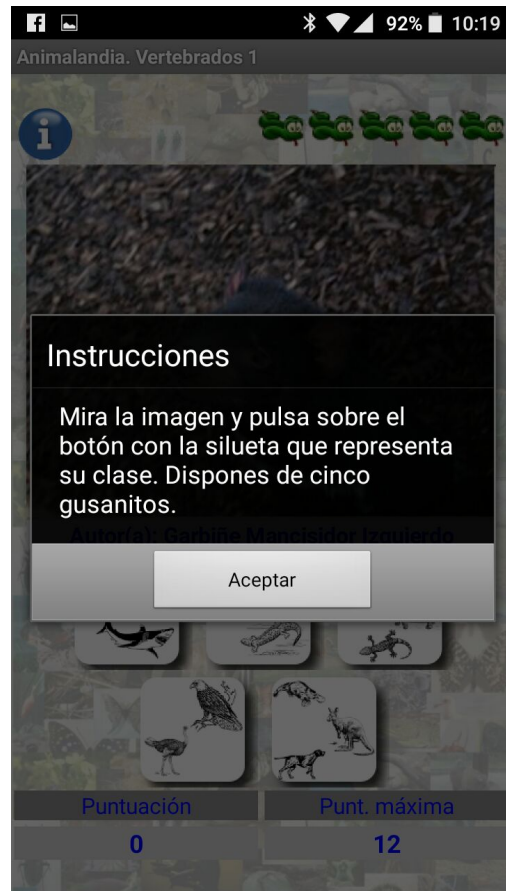 92% 10:19
Animalandia. Vertebrados 1
Instrucciones
Mira la imagen y pulsa sobre el
botón con la silueta que representa
su clase. Dispones de cinco
gusanitos.
Autor(a): Garbiñe Mancisidor Izquierdo
Aceptar
Puntuación Punt. máxima
0 12